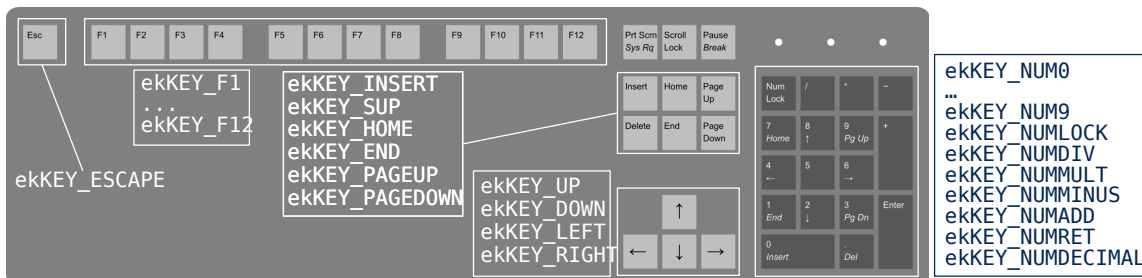 Esc
F1 F2 F3 F4 F5 F6 F7 F8 F9 F10 F11 F12
Prt Scrn
Sys Rq
Scroll
Lock
Pause
Break
ekKEY_F1
...
ekKEY_F12
ekKEY_ESCAPE
ekKEY_INSERT
ekKEY_SUP
ekKEY_HOME
ekKEY_END
ekKEY_PAGEUP
ekKEY_PAGEDOWN
Insert
Home
Page
Up
Delete
End
Page
Down
ekKEY_UP
ekKEY_DOWN
ekKEY_LEFT
ekKEY_RIGHT
↑
← ↓ →
Num
Lock
/
*
−
7
Home
8
↑
9
Pg Up
+
4
←
5
6
→
1
End
2
↓
3
Pg Dn
Enter
0
Insert
.
Del
ekKEY_NUM0
…
ekKEY_NUM9
ekKEY_NUMLOCK
ekKEY_NUMDIV
ekKEY_NUMMULT
ekKEY_NUMMINUS
ekKEY_NUMADD
ekKEY_NUMRET
ekKEY_NUMDECIMAL